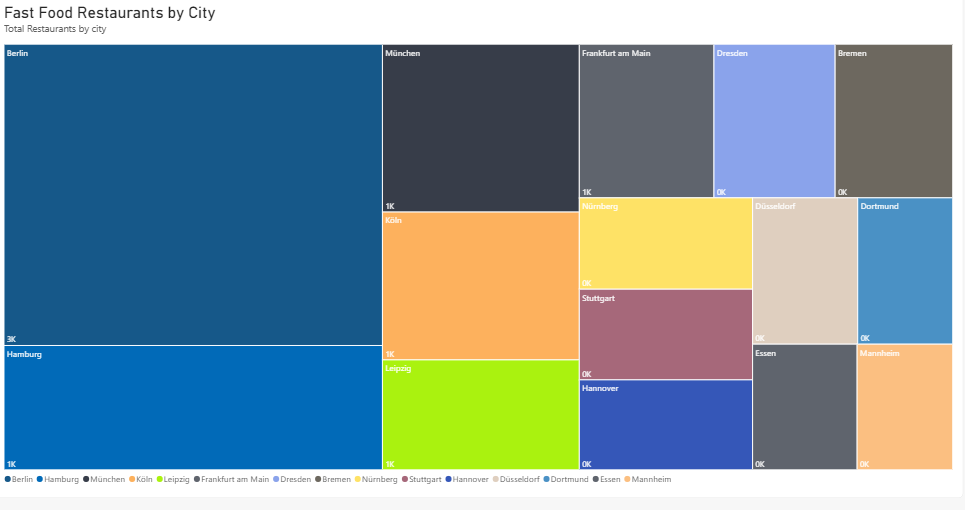 Fast Food Restaurants by City
Total Restaurants by city
Berlin
3K
Hamburg
1K
München
1K
Köln
1K
Leipzig
1K
Frankfurt am Main
1K
Dresden
0K
Bremen
0K
Nürnberg
0K
Stuttgart
0K
Hannover
0K
Düsseldorf
0K
Dortmund
0K
Essen
0K
Mannheim
0K
Berlin Hamburg München Köln Leipzig Frankfurt am Main Dresden Bremen Nürnberg Stuttgart Hannover Düsseldorf Dortmund Essen Mannheim